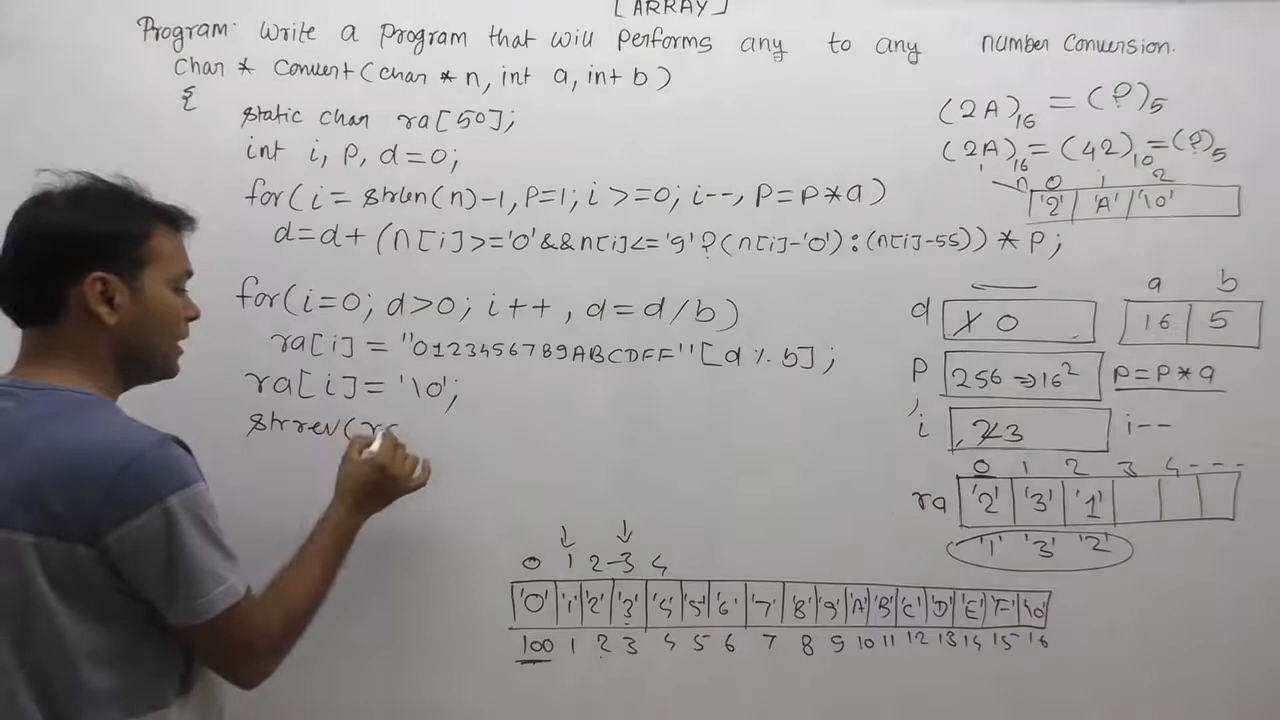 [ARRAY]
Program: Write a program that will performs any to any number Conversion.
Char * Convert(char * n, int a, int b)
{
static char ra[50];
int i, P, d=0;
for(i= strlen(n)-1, P=1; i>=0; i--, P=P*a)
d=d+(n[i]>='0'&&n[i]<='9'?(n[i]-'0'):(n[i]-55))*P;
for(i=0; d>0; i++, d=d/b)
ra[i]="0123456789ABCDEF"[d % b];
ra[i]='\0';
strrev(ra
(2A)16 = (?)5
(2A)16 = (42)10 = (?)5
n 0 1 2
'2' 'A' '\0'
a b
d 0 16 5
P 256 ⇒ 16² P=P*a
i 3 i--
0 1 2 3 4---
ra '2' '3' '1'
'1' '3' '2'
0 1 2 3 4
'0' '1' '2' '3' '4' '5' '6' '7' '8' '9' 'A' 'B' 'C' 'D' 'E' 'F' '\0'
100 1 2 3 4 5 6 7 8 9 10 11 12 13 14 15 16